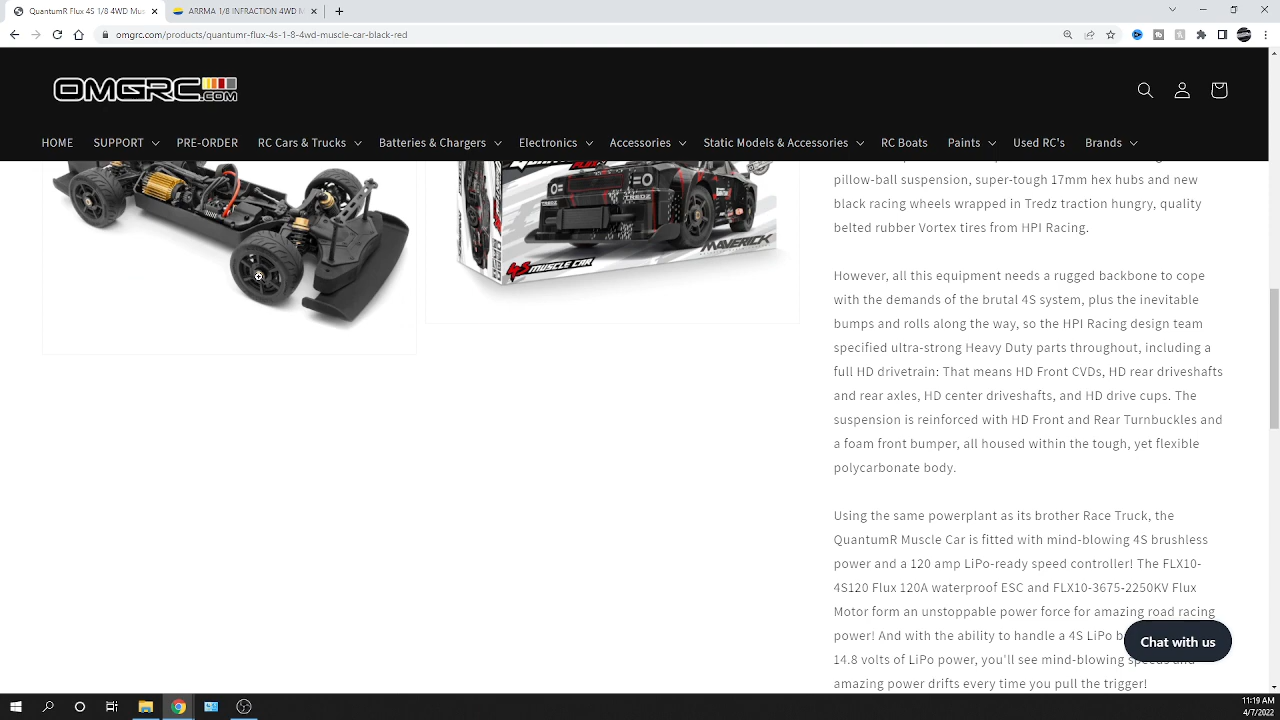 QuantumR Flux 4S 1/8 4WD Mus
ARRMA 1/8 INFRACTION 4WD M
omgrc.com/products/quantumr-flux-4s-1-8-4wd-muscle-car-black-red
OMGRC.COM
HOME
SUPPORT
PRE-ORDER
RC Cars & Trucks
Batteries & Chargers
Electronics
Accessories
Static Models & Accessories
RC Boats
Paints
Used RC's
Brands
TREDZ
MAVERICK
4S MUSCLE CAR
pillow-ball suspension, super-tough 17mm hex hubs and new
black racing wheels wrapped in Tredz traction hungry, quality
belted rubber Vortex tires from HPI Racing.
However, all this equipment needs a rugged backbone to cope
with the demands of the brutal 4S system, plus the inevitable
bumps and rolls along the way, so the HPI Racing design team
specified ultra-strong Heavy Duty parts throughout, including a
full HD drivetrain: That means HD Front CVDs, HD rear driveshafts
and rear axles, HD center driveshafts, and HD drive cups. The
suspension is reinforced with HD Front and Rear Turnbuckles and
a foam front bumper, all housed within the tough, yet flexible
polycarbonate body.
Using the same powerplant as its brother Race Truck, the
QuantumR Muscle Car is fitted with mind-blowing 4S brushless
power and a 120 amp LiPo-ready speed controller! The FLX10-
4S120 Flux 120A waterproof ESC and FLX10-3675-2250KV Flux
Motor form an unstoppable power force for amazing road racing
power! And with the ability to handle a 4S LiPo b
14.8 volts of LiPo power, you'll see mind-blowing speeds and
amazing power drifts every time you pull the trigger!
Chat with us
11:19 AM
4/7/2022